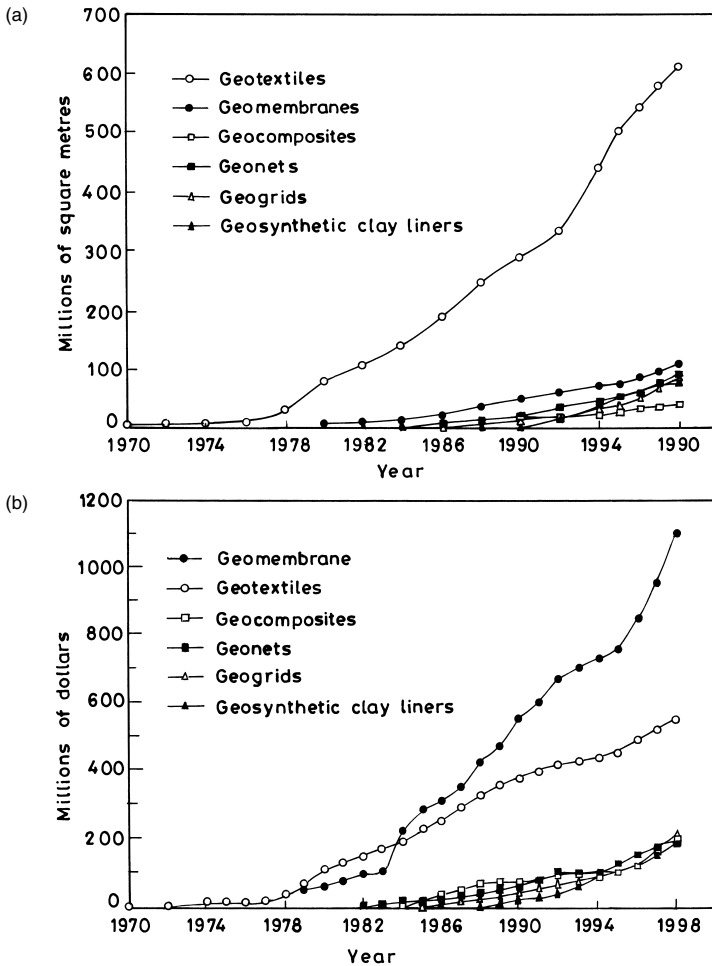 (a)
700
600
500
400
300
200
100
0
Millions of square metres
Geotextiles
Geomembranes
Geocomposites
Geonets
Geogrids
Geosynthetic clay liners
1970 1974 1978 1982 1986 1990 1994 1990
Year
(b)
1200
1000
800
600
400
200
0
Millions of dollars
Geomembrane
Geotextiles
Geocomposites
Geonets
Geogrids
Geosynthetic clay liners
1970 1974 1978 1982 1986 1990 1994 1998
Year